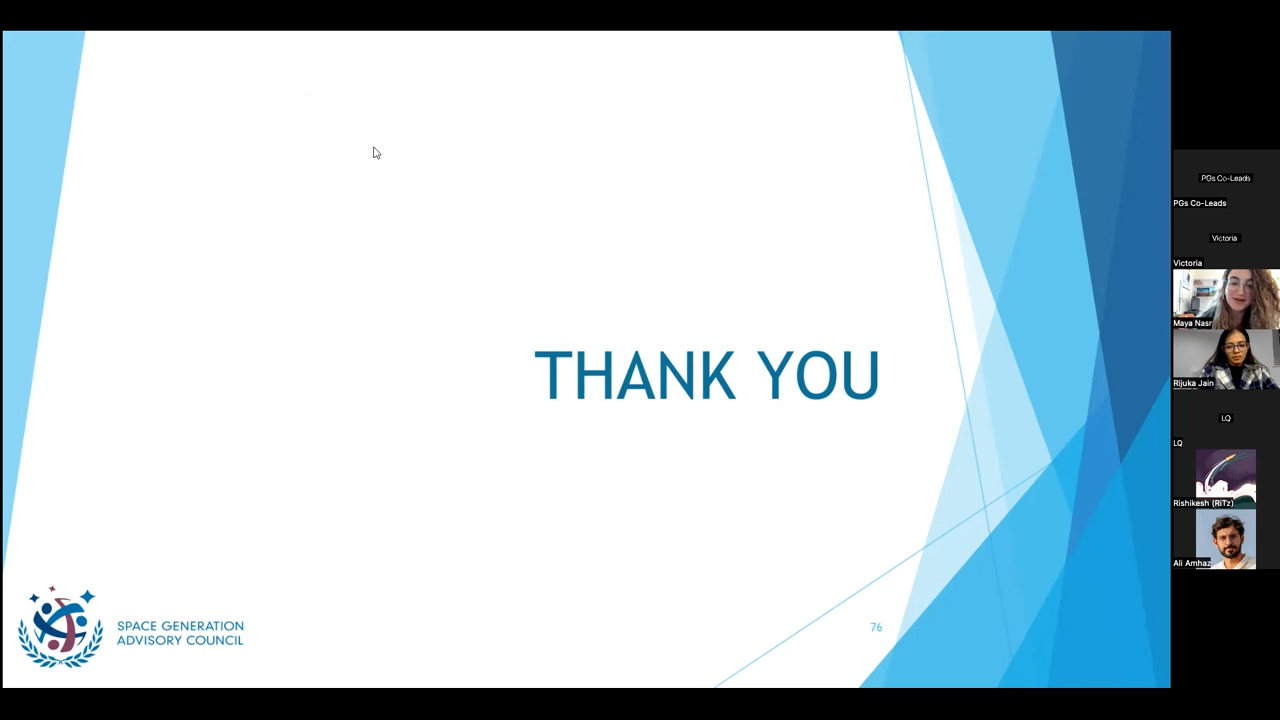 THANK YOU
SPACE GENERATION
ADVISORY COUNCIL
76
PGs Co-Leads
PGs Co-Leads
Victoria
Victoria
Maya Nasr
Rijuka Jain
LQ
LQ
Rishikesh (RiTz)
Ali Amhaz